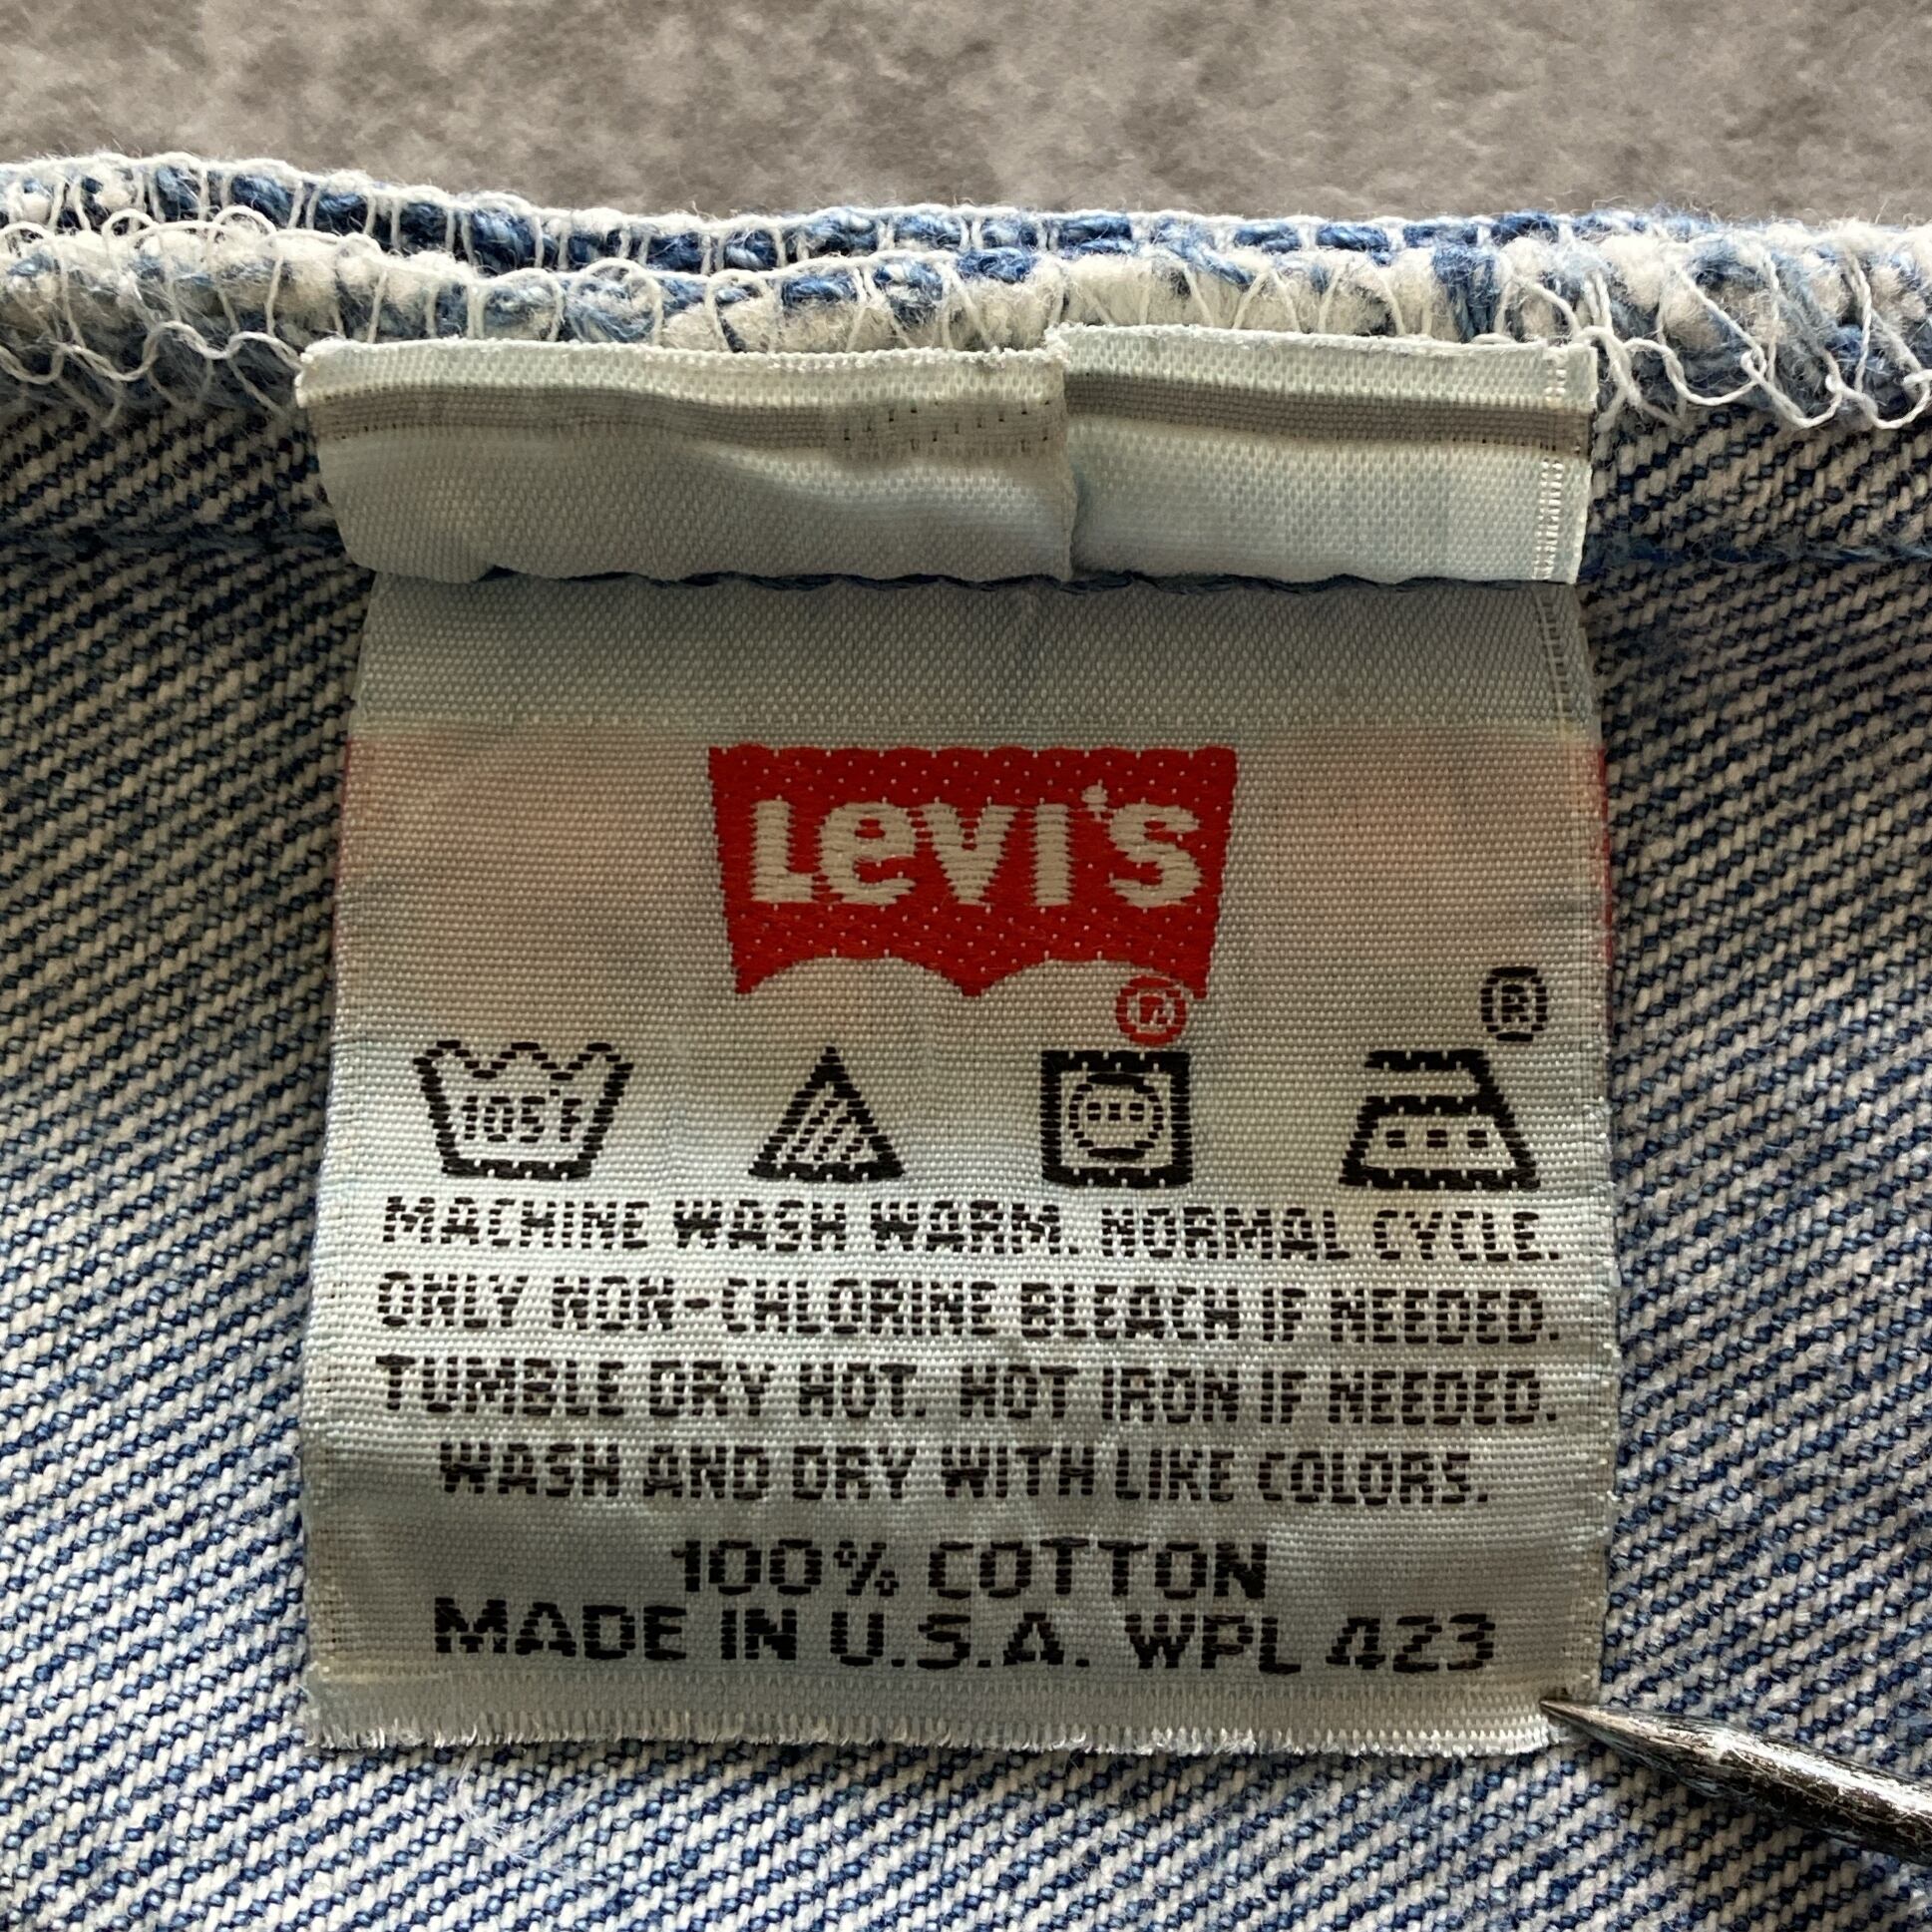 Levi's
®
®
105°F
MACHINE WASH WARM. NORMAL CYCLE.
ONLY NON-CHLORINE BLEACH IF NEEDED.
TUMBLE DRY HOT. HOT IRON IF NEEDED.
WASH AND DRY WITH LIKE COLORS.
100% COTTON
MADE IN U.S.A. WPL 423